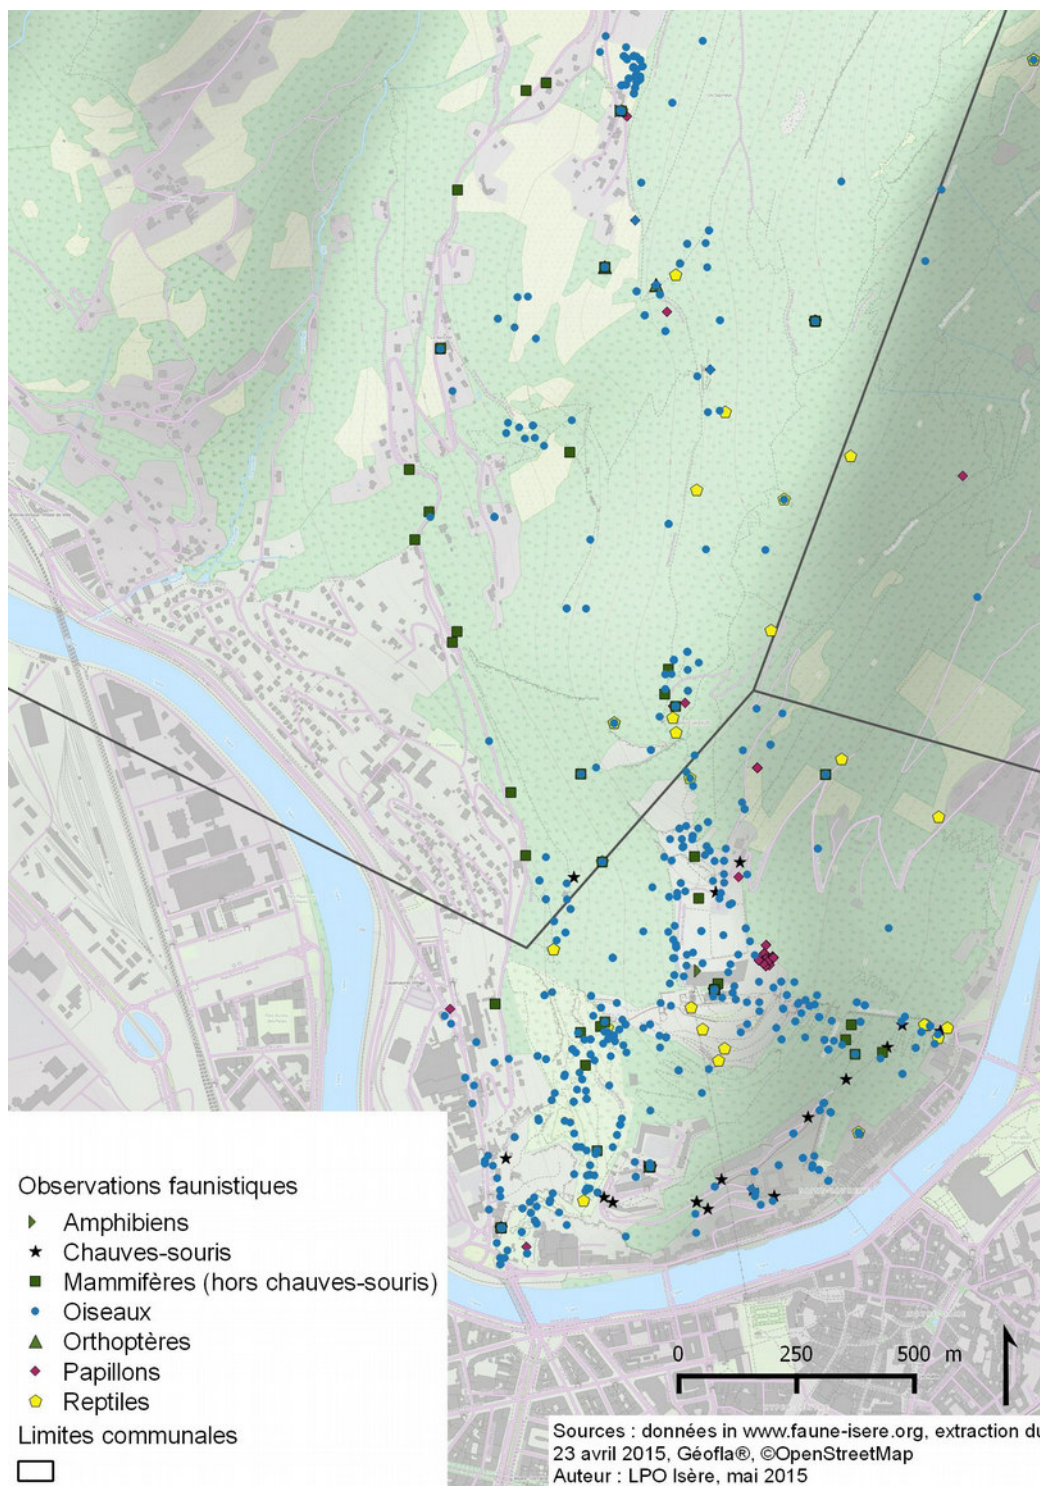 Observations faunistiques
Amphibiens
Chauves-souris
Mammifères (hors chauves-souris)
Oiseaux
Orthoptères
Papillons
Reptiles
Limites communales
0 250 500 m
Sources : données in www.faune-isere.org, extraction du
23 avril 2015, Géofla®, ©OpenStreetMap
Auteur : LPO Isère, mai 2015